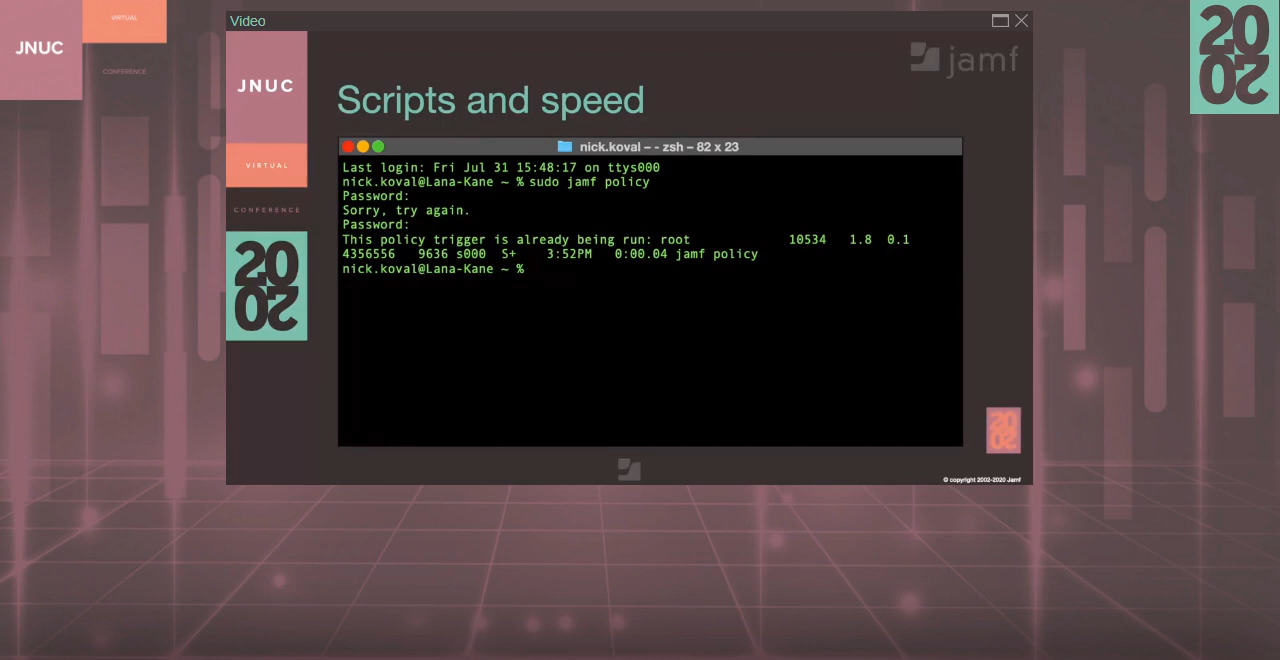 JNUC
VIRTUAL
CONFERENCE
2020
Video
JNUC
VIRTUAL
CONFERENCE
2020
jamf
Scripts and speed
nick.koval – - zsh – 82 x 23
Last login: Fri Jul 31 15:48:17 on ttys000
nick.koval@Lana-Kane ~ % sudo jamf policy
Password:
Sorry, try again.
Password:
This policy trigger is already being run: root 10534 1.8 0.1
4356556 9636 s000 S+ 3:52PM 0:00.04 jamf policy
nick.koval@Lana-Kane ~ %
2020
© copyright 2002-2020 Jamf